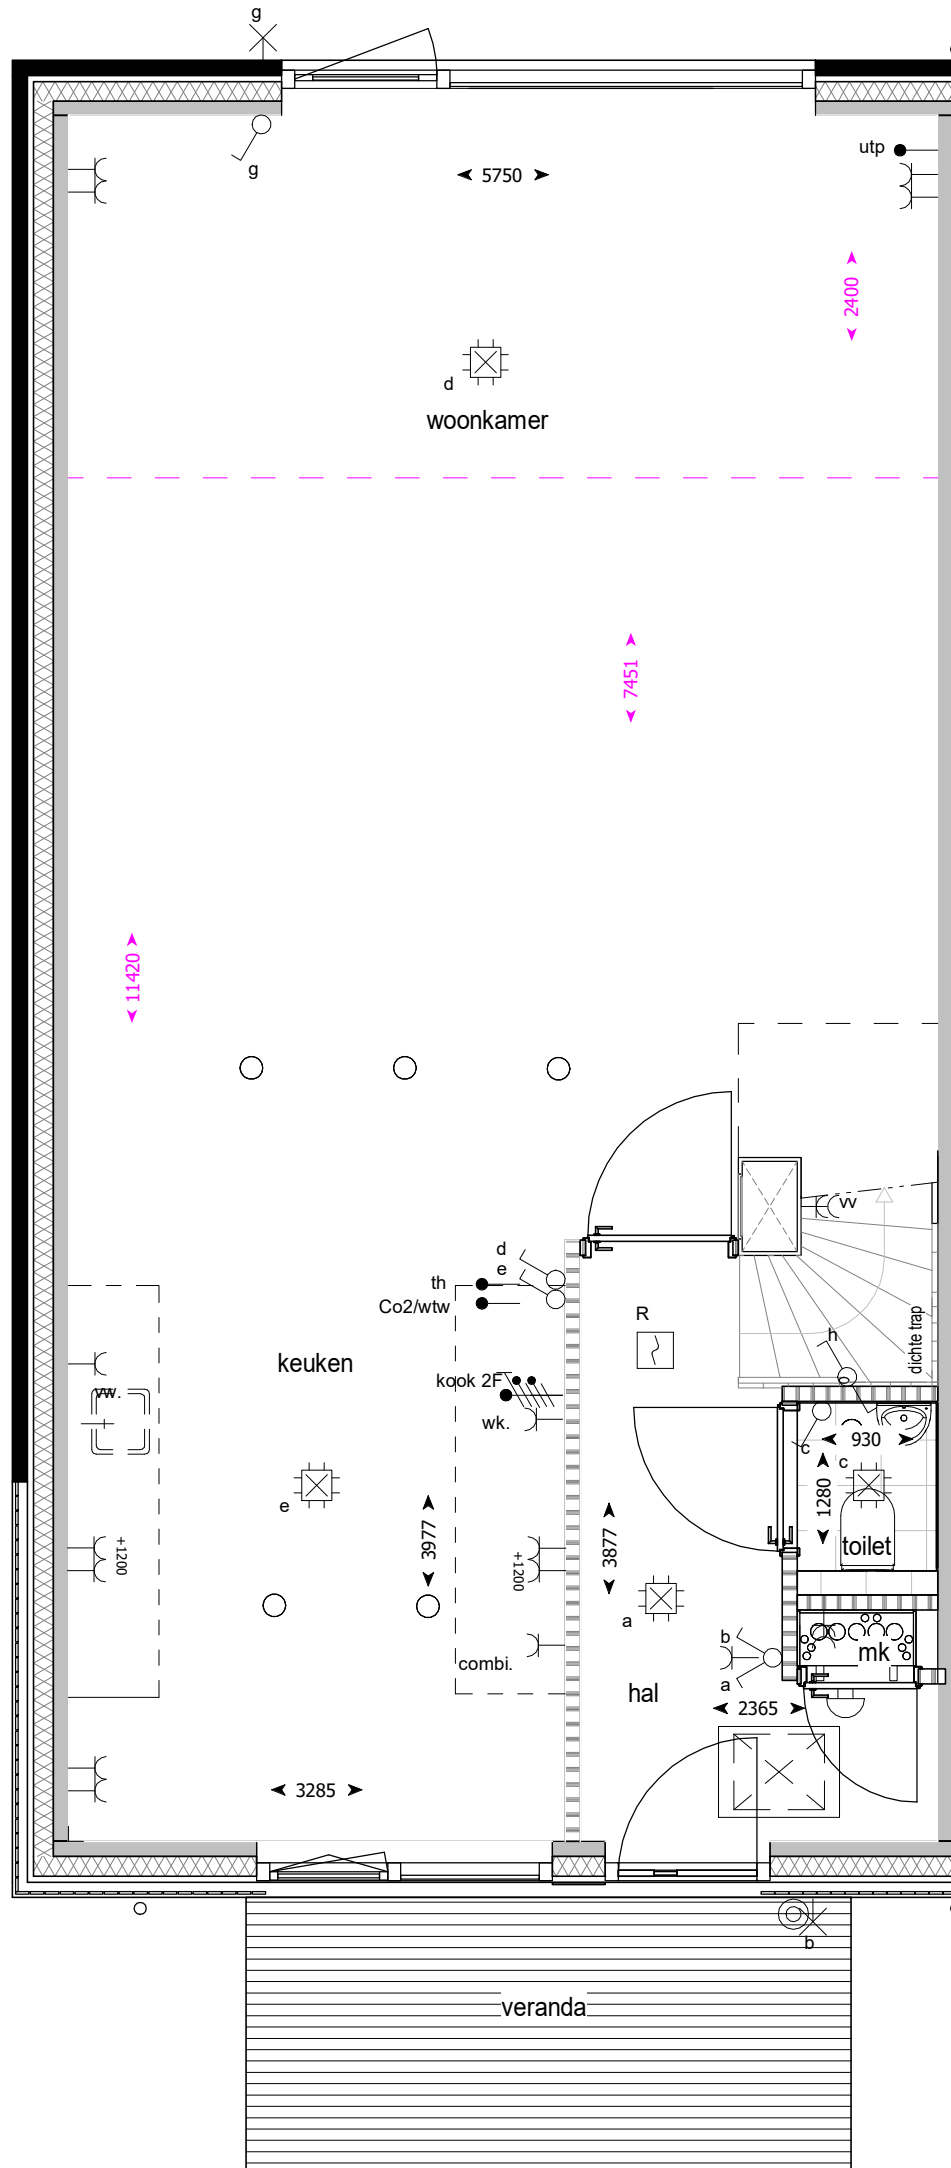 g
g
utp
5750
2400
d
woonkamer
7451
11420
vv
d
e
th
Co2/wtw
R
h
dichte trap
keuken
kook 2F
wk.
c
930
c
1280
toilet
e
3977
3877
+1200
+1200
a
b
a
mk
combi.
hal
2365
3285
b
veranda